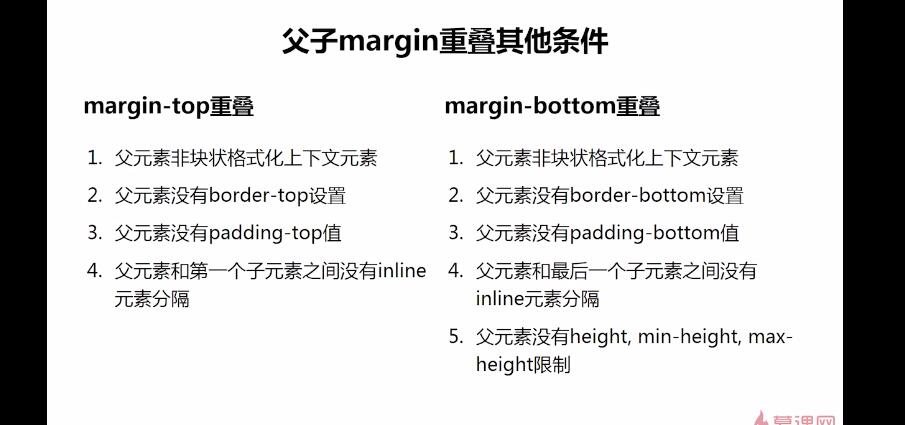 父子margin重叠其他条件
margin-top重叠
1. 父元素非块状格式化上下文元素
2. 父元素没有border-top设置
3. 父元素没有padding-top值
4. 父元素和第一个子元素之间没有inline
元素分隔
margin-bottom重叠
1. 父元素非块状格式化上下文元素
2. 父元素没有border-bottom设置
3. 父元素没有padding-bottom值
4. 父元素和最后一个子元素之间没有
inline元素分隔
5. 父元素没有height, min-height, max-
height限制
慕课网